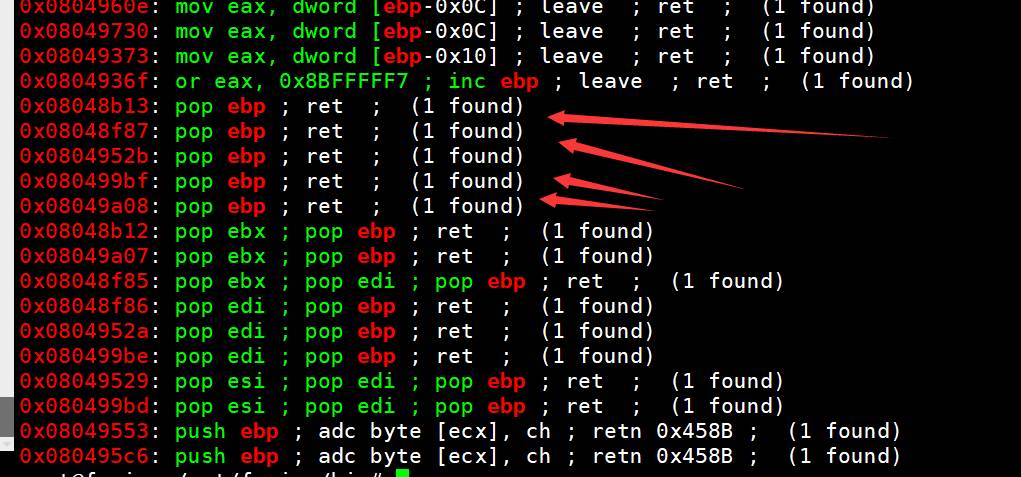 0x0804960e: mov eax, dword [ebp-0x0C] ; leave  ; ret  ;  (1 found)
0x08049730: mov eax, dword [ebp-0x0C] ; leave  ; ret  ;  (1 found)
0x08049373: mov eax, dword [ebp-0x10] ; leave  ; ret  ;  (1 found)
0x0804936f: or eax, 0x8BFFFFF7 ; inc ebp ; leave  ; ret  ;  (1 found)
0x08048b13: pop ebp ; ret  ;  (1 found)
0x08048f87: pop ebp ; ret  ;  (1 found)
0x0804952b: pop ebp ; ret  ;  (1 found)
0x080499bf: pop ebp ; ret  ;  (1 found)
0x08049a08: pop ebp ; ret  ;  (1 found)
0x08048b12: pop ebx ; pop ebp ; ret  ;  (1 found)
0x08049a07: pop ebx ; pop ebp ; ret  ;  (1 found)
0x08048f85: pop ebx ; pop edi ; pop ebp ; ret  ;  (1 found)
0x08048f86: pop edi ; pop ebp ; ret  ;  (1 found)
0x0804952a: pop edi ; pop ebp ; ret  ;  (1 found)
0x080499be: pop edi ; pop ebp ; ret  ;  (1 found)
0x08049529: pop esi ; pop edi ; pop ebp ; ret  ;  (1 found)
0x080499bd: pop esi ; pop edi ; pop ebp ; ret  ;  (1 found)
0x08049553: push ebp ; adc byte [ecx], ch ; retn 0x458B ;  (1 found)
0x080495c6: push ebp ; adc byte [ecx], ch ; retn 0x458B ;  (1 found)